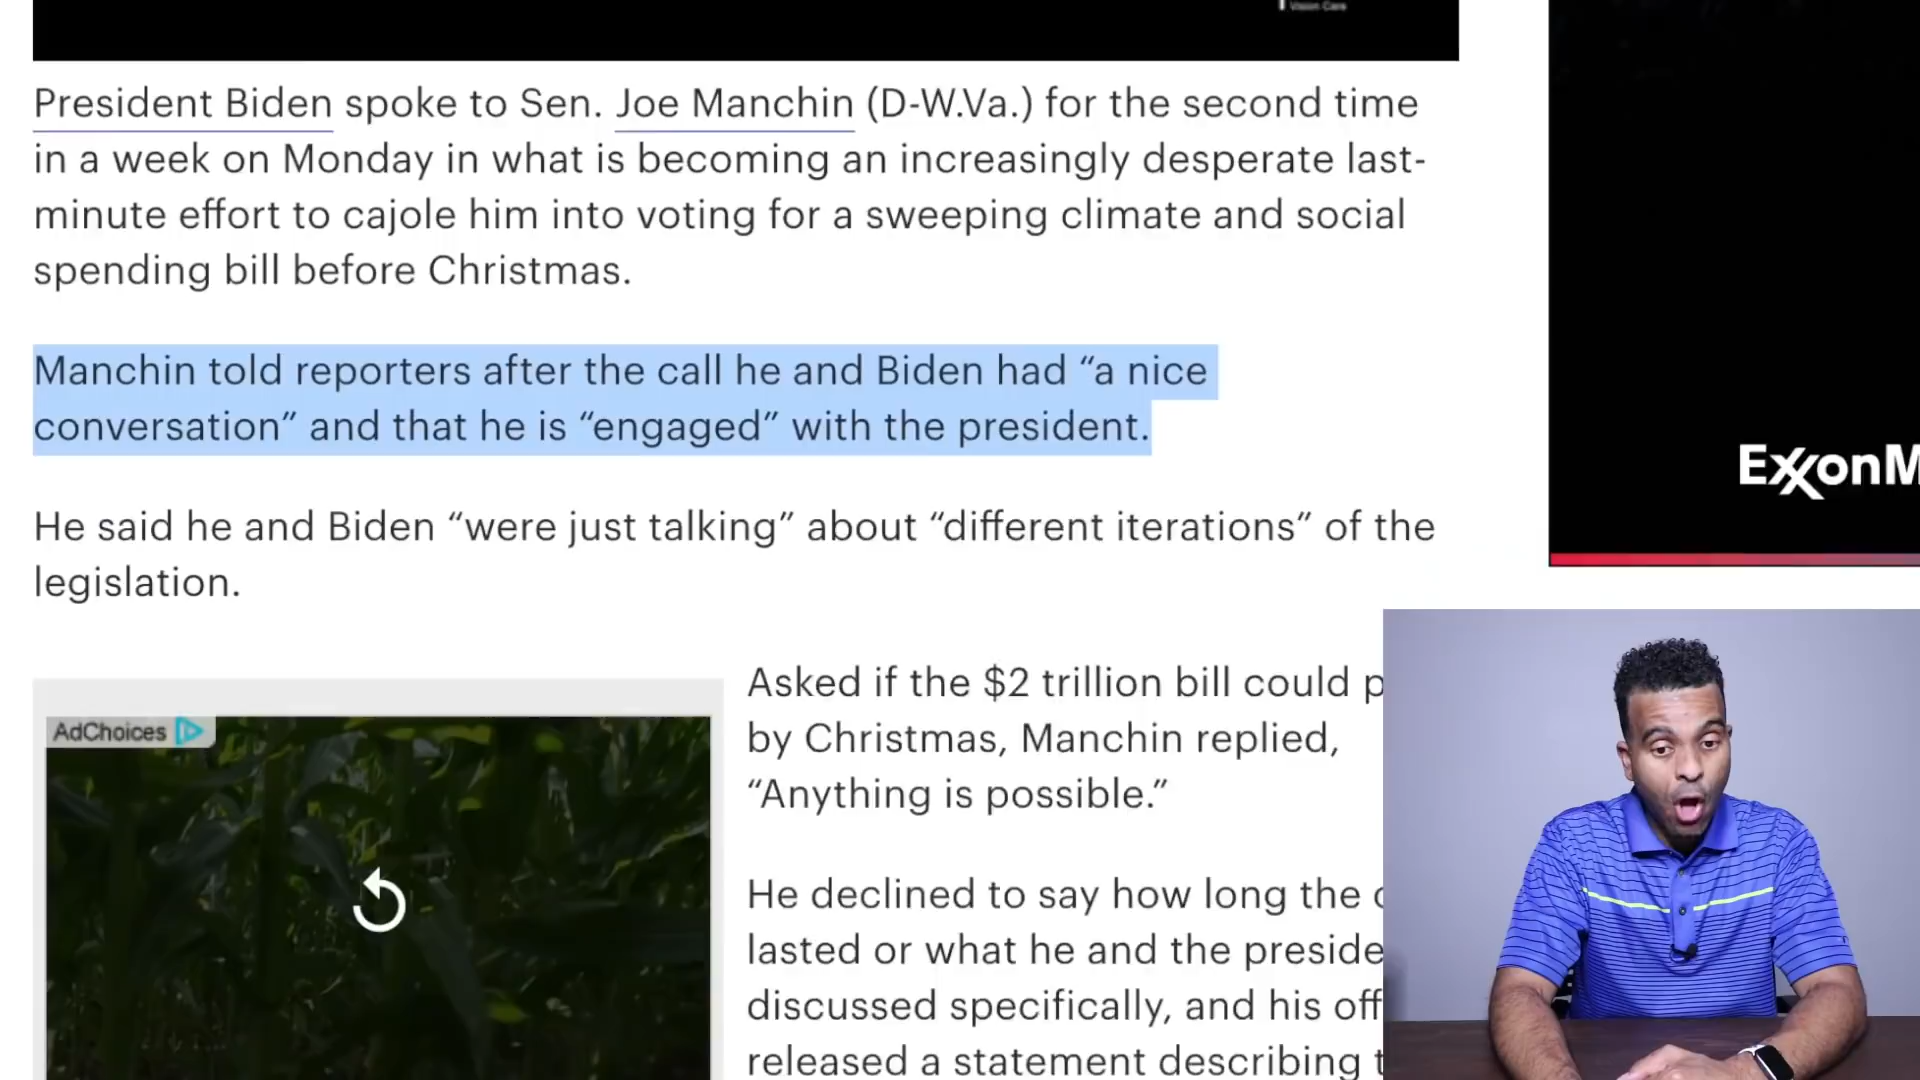 Vision Care
President Biden spoke to Sen. Joe Manchin (D-W.Va.) for the second time
in a week on Monday in what is becoming an increasingly desperate last-
minute effort to cajole him into voting for a sweeping climate and social
spending bill before Christmas.
Manchin told reporters after the call he and Biden had “a nice
conversation” and that he is “engaged” with the president.
ExxonM
He said he and Biden “were just talking” about “different iterations” of the
legislation.
AdChoices
Asked if the $2 trillion bill could p
by Christmas, Manchin replied,
“Anything is possible.”
He declined to say how long the c
lasted or what he and the preside
discussed specifically, and his off
released a statement describing t